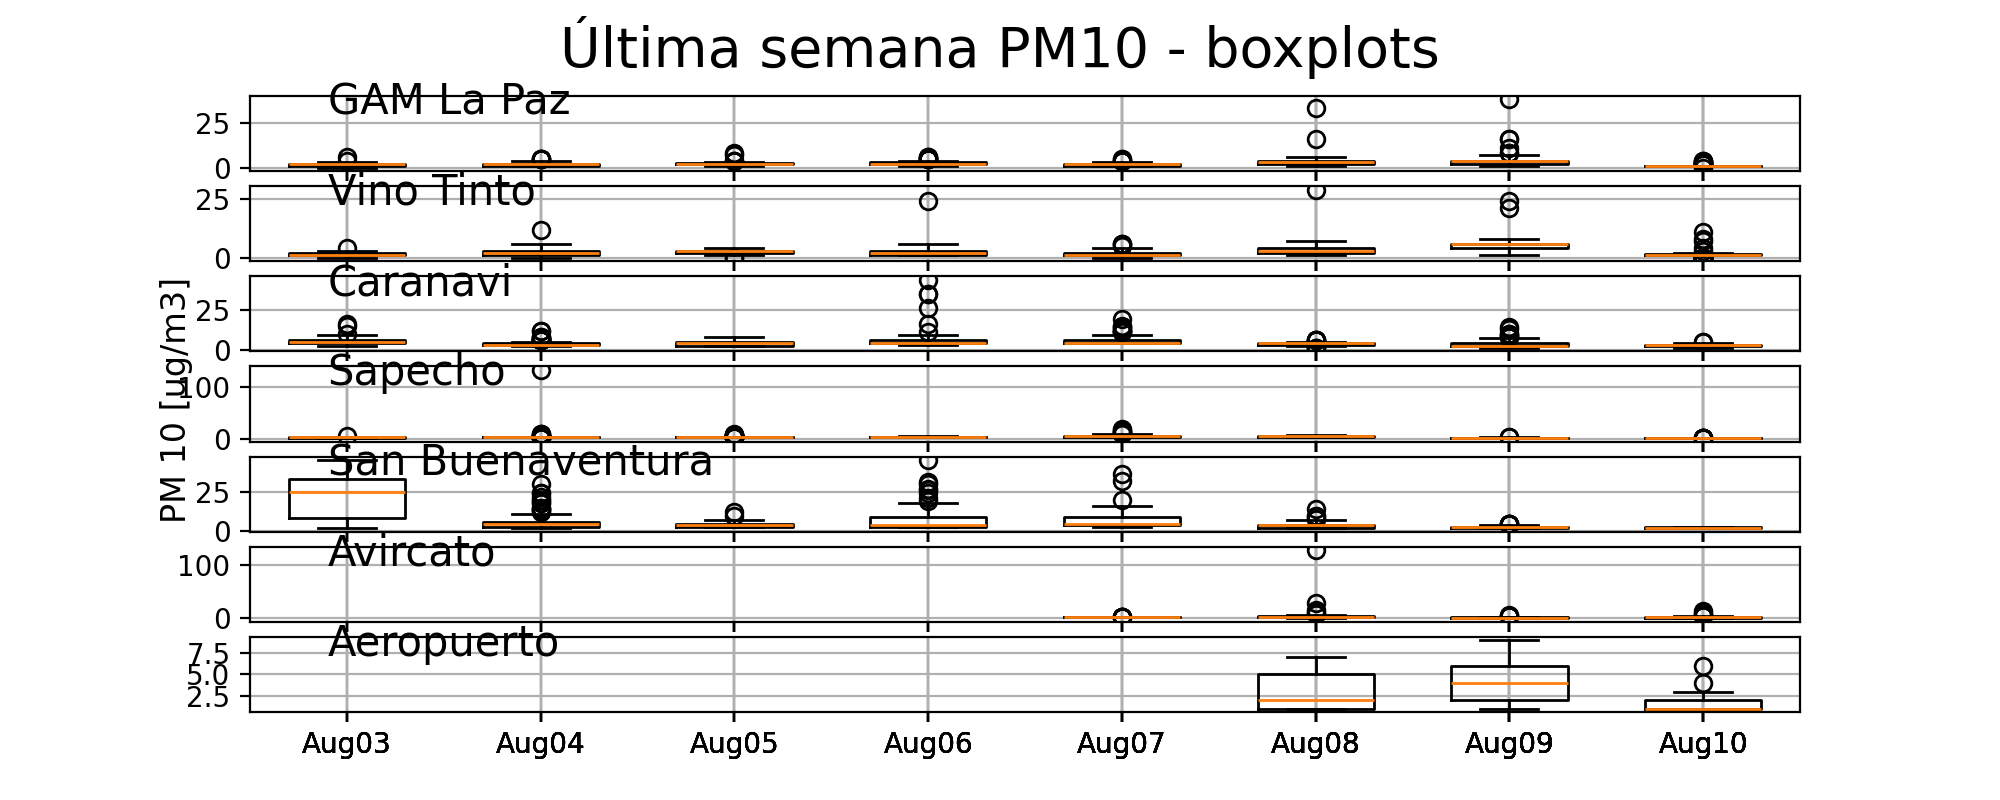 Última semana PM10 - boxplots
GAM La Paz
25
0
Vino Tinto
25
0
Caranavi
25
0
Sapecho
100
0
San Buenaventura
25
0
Avircato
100
0
Aeropuerto
7.5
5.0
2.5
PM 10 [µg/m3]
Aug03 Aug04 Aug05 Aug06 Aug07 Aug08 Aug09 Aug10